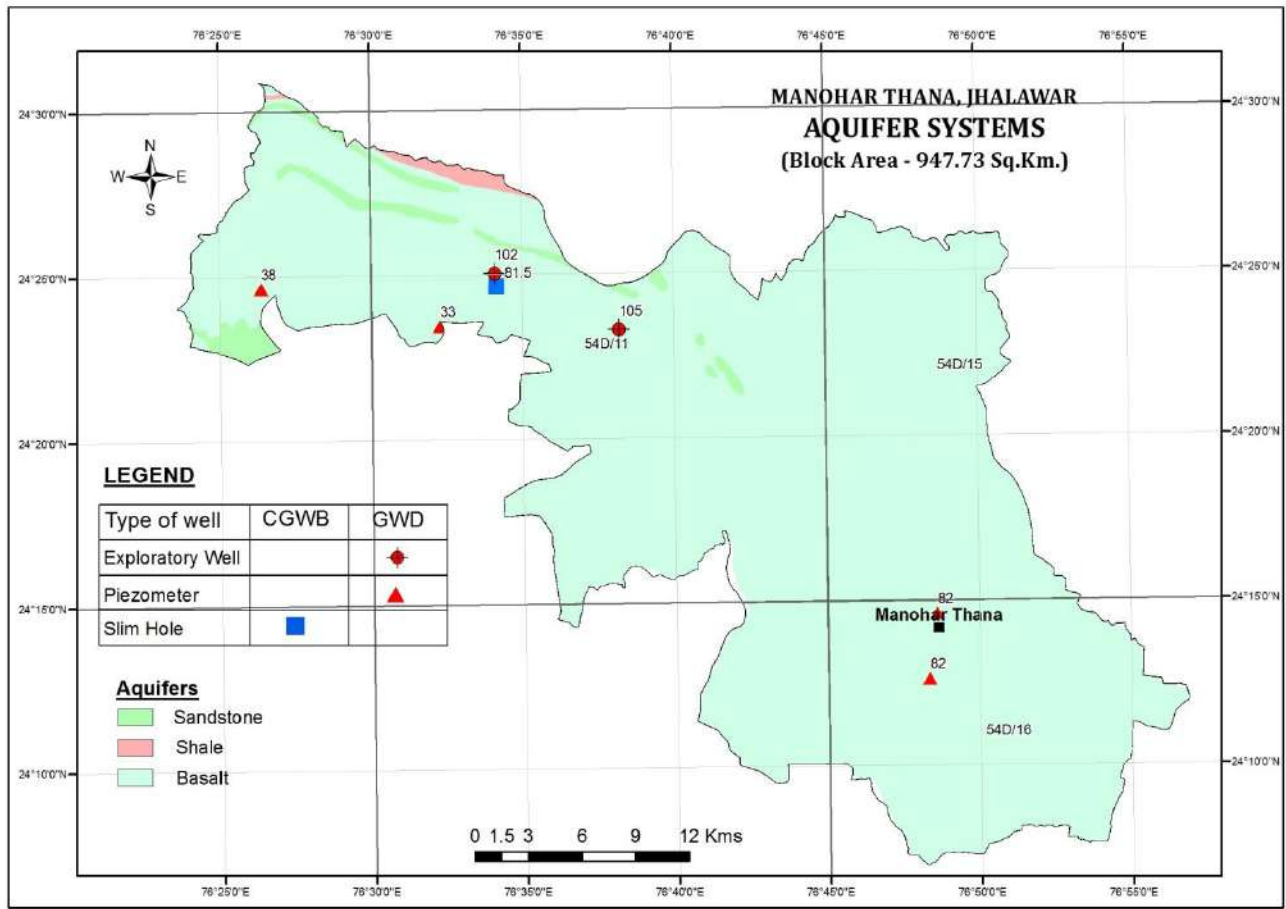 76°25'0"E 76°30'0"E 76°35'0"E 76°40'0"E 76°45'0"E 76°50'0"E 76°55'0"E
MANOHAR THANA, JHALAWAR
AQUIFER SYSTEMS
(Block Area - 947.73 Sq.Km.)
24°30'0"N 24°30'0"N
N
W E
S
102
38 81.5
24°25'0"N 24°25'0"N
33 105
54D/11
54D/15
24°20'0"N 24°20'0"N
LEGEND
Type of well CGWB GWD
Exploratory Well
Piezometer
Slim Hole
24°15'0"N 24°15'0"N
82
Manohar Thana
82
Aquifers
Sandstone
Shale
Basalt
54D/16
24°10'0"N 24°10'0"N
0 1.5 3 6 9 12 Kms
76°25'0"E 76°30'0"E 76°35'0"E 76°40'0"E 76°45'0"E 76°50'0"E 76°55'0"E